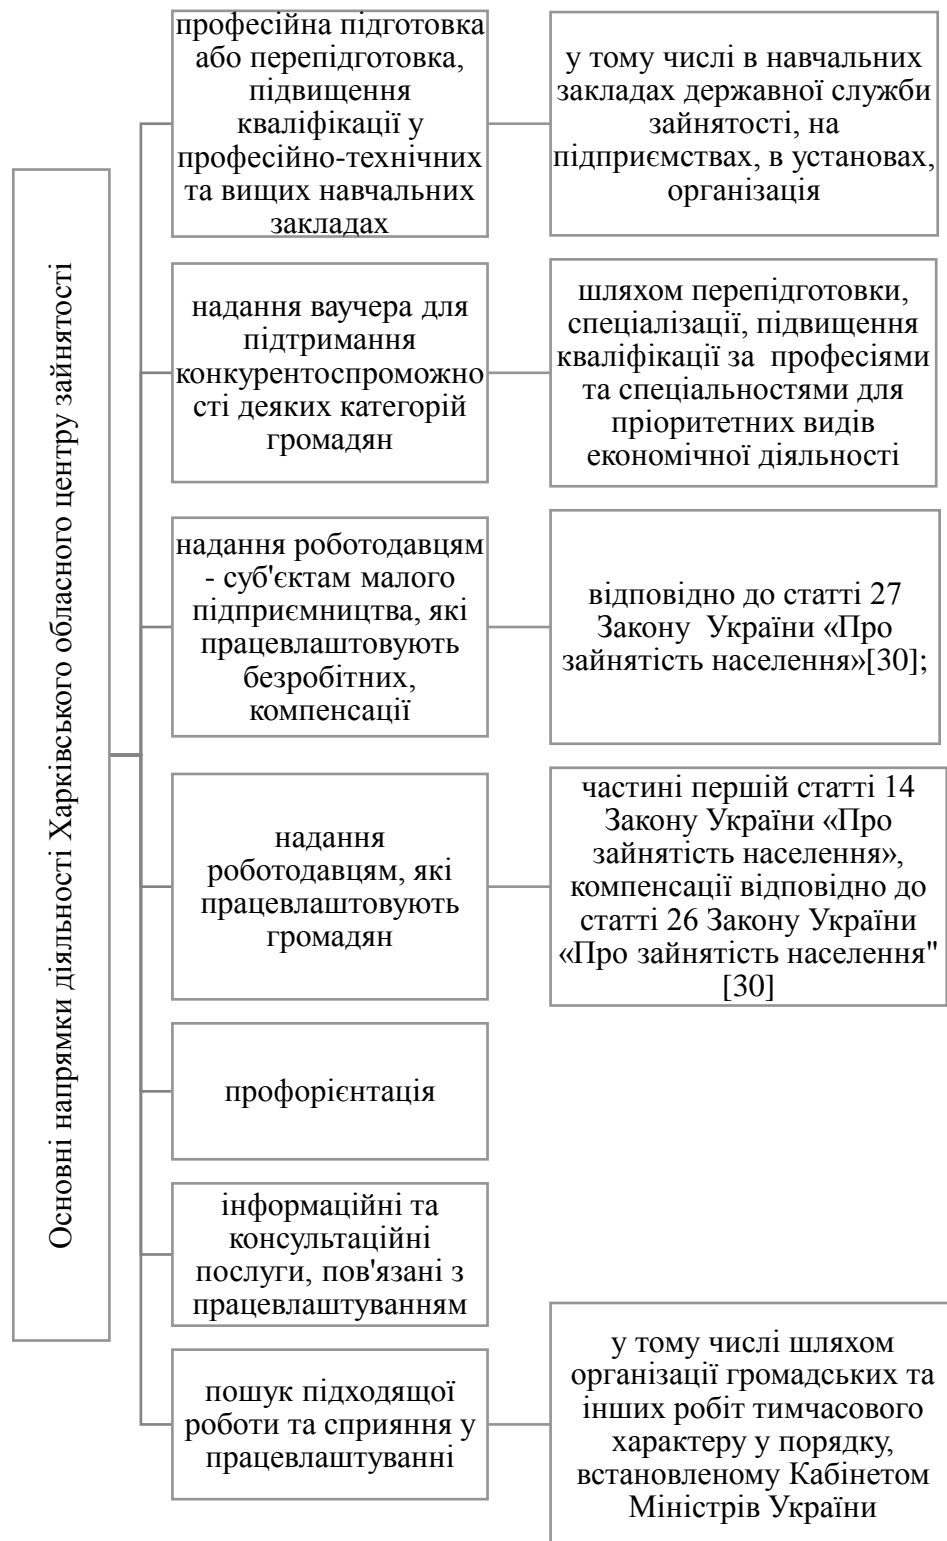 Основні напрямки діяльності Харківського обласного центру зайнятості
професійна підготовка
або перепідготовка,
підвищення
кваліфікації у
професійно-технічних
та вищих навчальних
закладах
у тому числі в навчальних
закладах державної служби
зайнятості, на
підприємствах, в установах,
організація
надання ваучера для
підтримання
конкурентоспроможно
сті деяких категорій
громадян
шляхом перепідготовки,
спеціалізації, підвищення
кваліфікації за професіями
та спеціальностями для
пріоритетних видів
економічної діяльності
надання роботодавцям
- суб'єктам малого
підприємництва, які
працевлаштовують
безробітних,
компенсації
відповідно до статті 27
Закону України «Про
зайнятість населення»[30];
надання
роботодавцям, які
працевлаштовують
громадян
частині першій статті 14
Закону України «Про
зайнятість населення»,
компенсації відповідно до
статті 26 Закону України
«Про зайнятість населення"
[30]
профорієнтація
інформаційні та
консультаційні
послуги, пов'язані з
працевлаштуванням
пошук підходящої
роботи та сприяння у
працевлаштуванні
у тому числі шляхом
організації громадських та
інших робіт тимчасового
характеру у порядку,
встановленому Кабінетом
Міністрів України